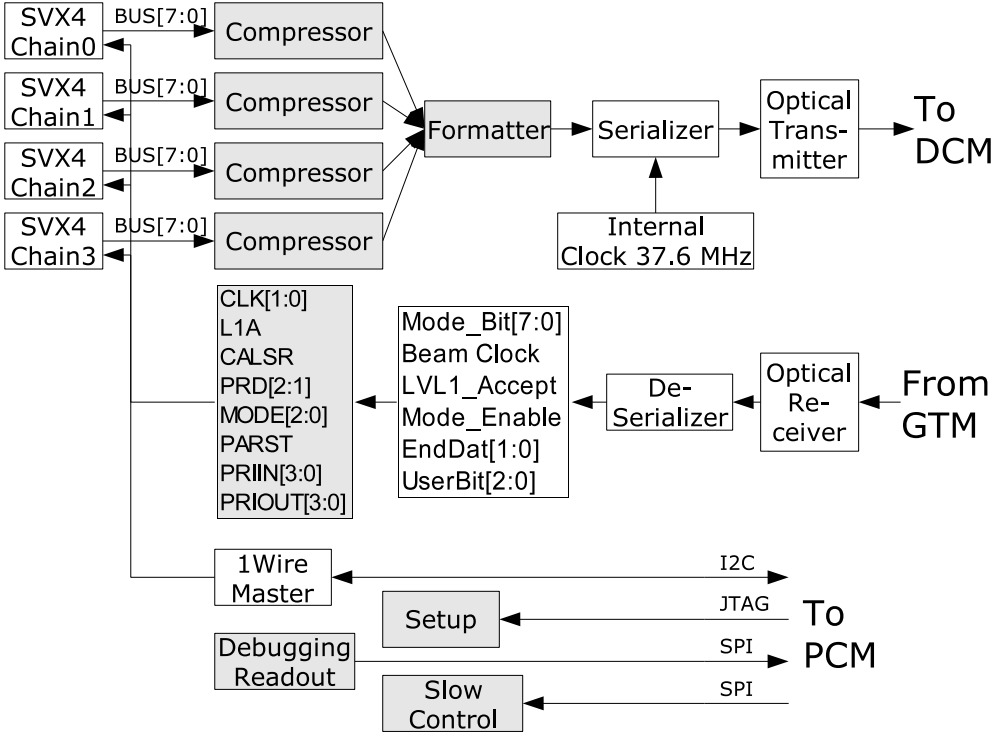 SVX4
Chain0
BUS[7:0]
Compressor
SVX4
Chain1
BUS[7:0]
Compressor
SVX4
Chain2
BUS[7:0]
Compressor
SVX4
Chain3
BUS[7:0]
Compressor
Formatter
Serializer
Optical
Trans-
mitter
To
DCM
Internal
Clock 37.6 MHz
CLK[1:0]
L1A
CALSR
PRD[2:1]
MODE[2:0]
PARST
PRIIN[3:0]
PRIOUT[3:0]
Mode_Bit[7:0]
Beam Clock
LVL1_Accept
Mode_Enable
EndDat[1:0]
UserBit[2:0]
De-
Serializer
Optical
Re-
ceiver
From
GTM
1Wire
Master
I2C
Setup
JTAG
Debugging
Readout
SPI
Slow
Control
SPI
To
PCM